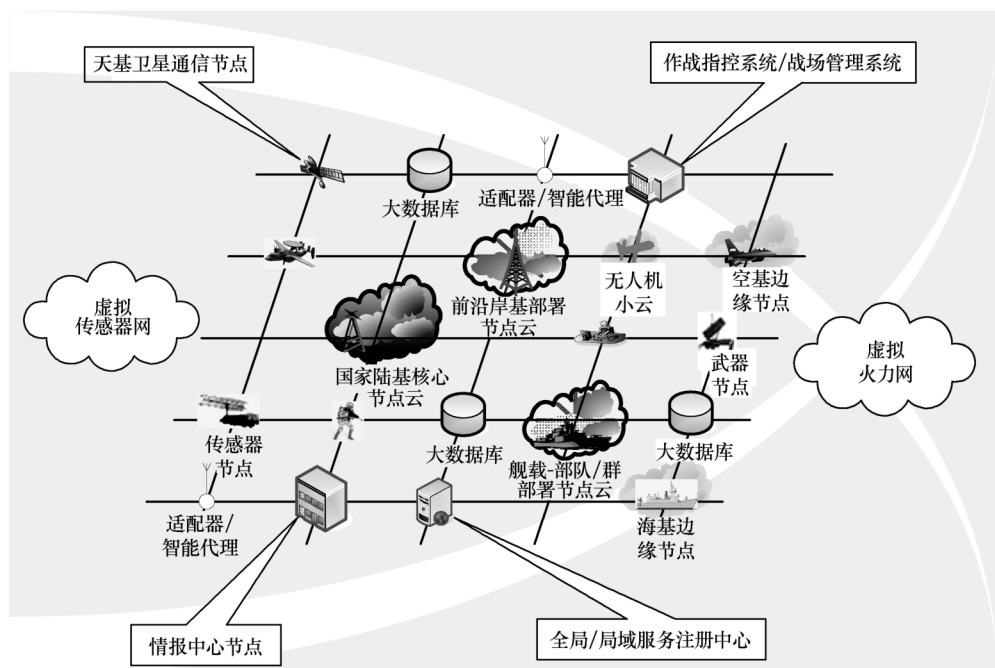 天基卫星通信节点
作战指控系统/战场管理系统
大数据库
适配器/智能代理
虚拟
传感器网
前沿岸基部署
节点云
无人机
小云
空基边
缘节点
国家陆基核心
节点云
武器
节点
虚拟
火力网
传感器
节点
大数据库
舰载-部队/群
部署节点云
大数据库
适配器/
智能代理
海基边
缘节点
情报中心节点
全局/局域服务注册中心